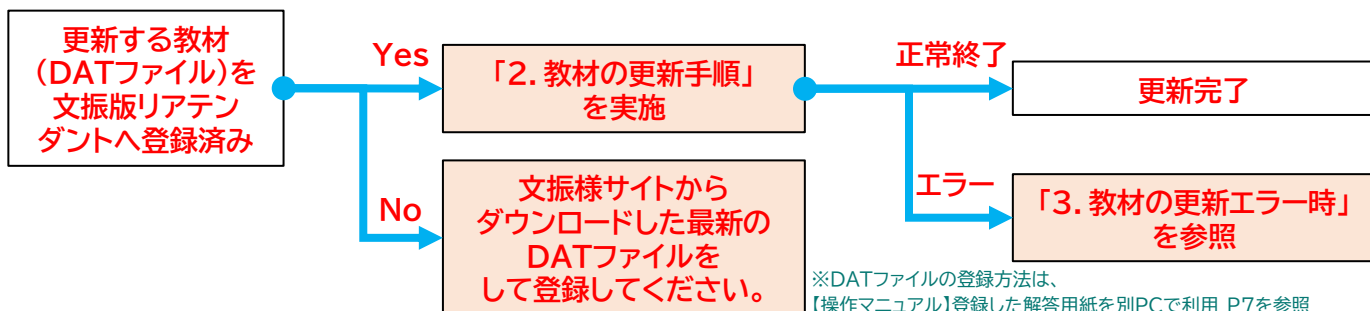 更新する教材
(DATファイル)を
文振版リアテン
ダントへ登録済み
Yes
「2.教材の更新手順」
を実施
正常終了
更新完了
エラー
「3.教材の更新エラー時」
を参照
No
文振様サイトから
ダウンロードした最新の
DATファイルを
して登録してください。
※DATファイルの登録方法は、
【操作マニュアル】登録した解答用紙を別PCで利用 P7を参照